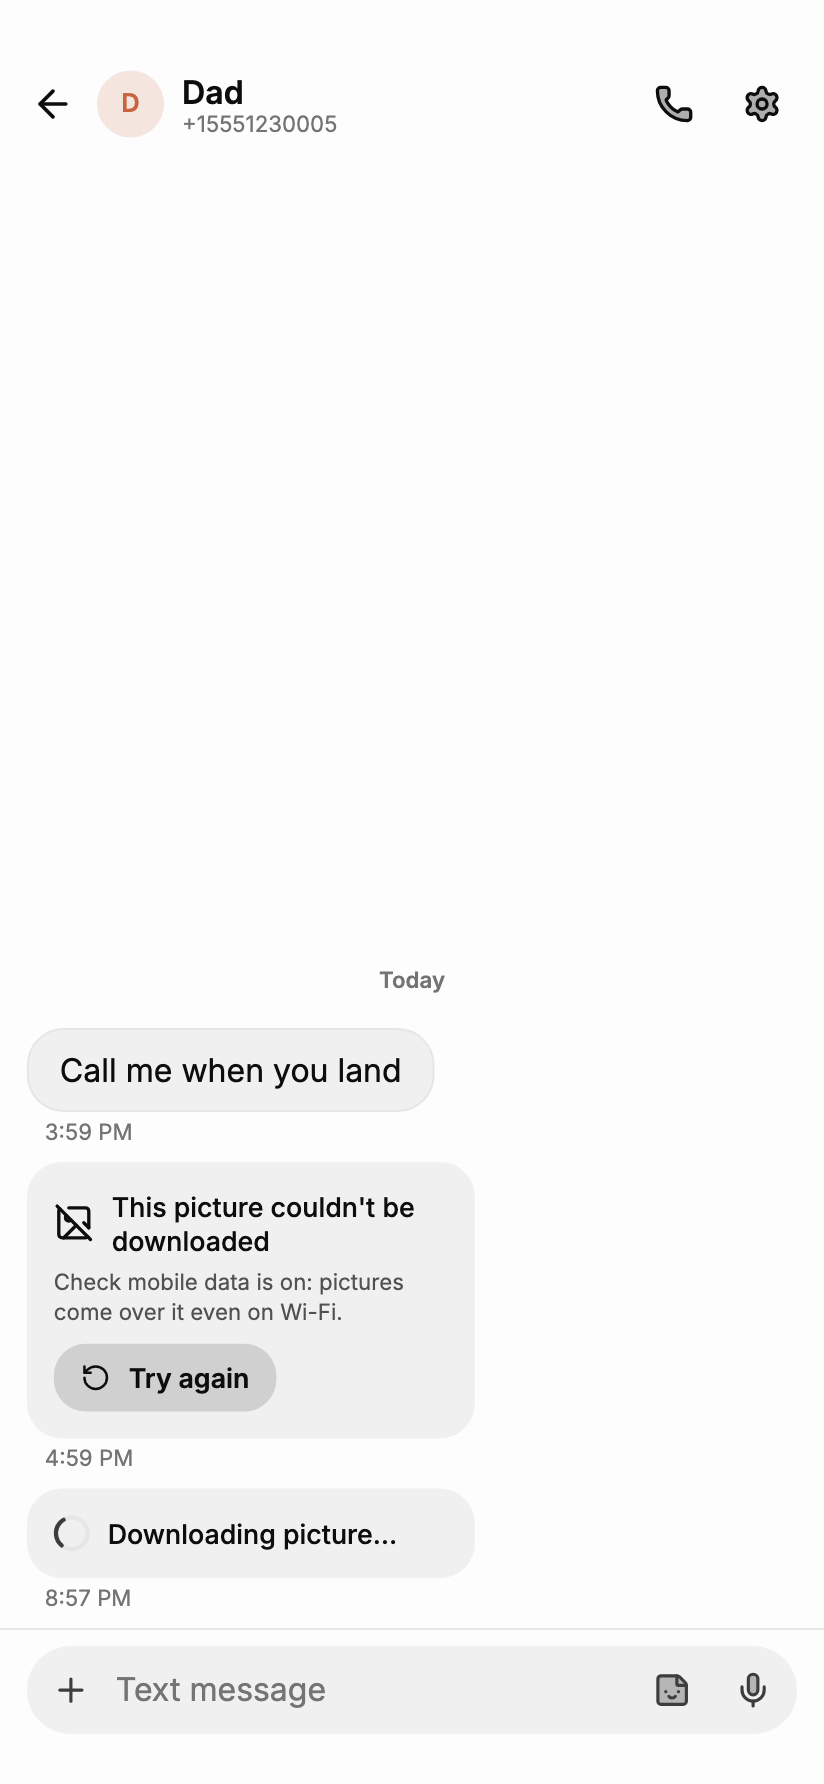 D
Dad
+15551230005
Today
Call me when you land
3:59 PM
This picture couldn't be
downloaded
Check mobile data is on: pictures
come over it even on Wi-Fi.
Try again
4:59 PM
Downloading picture...
8:57 PM
Text message